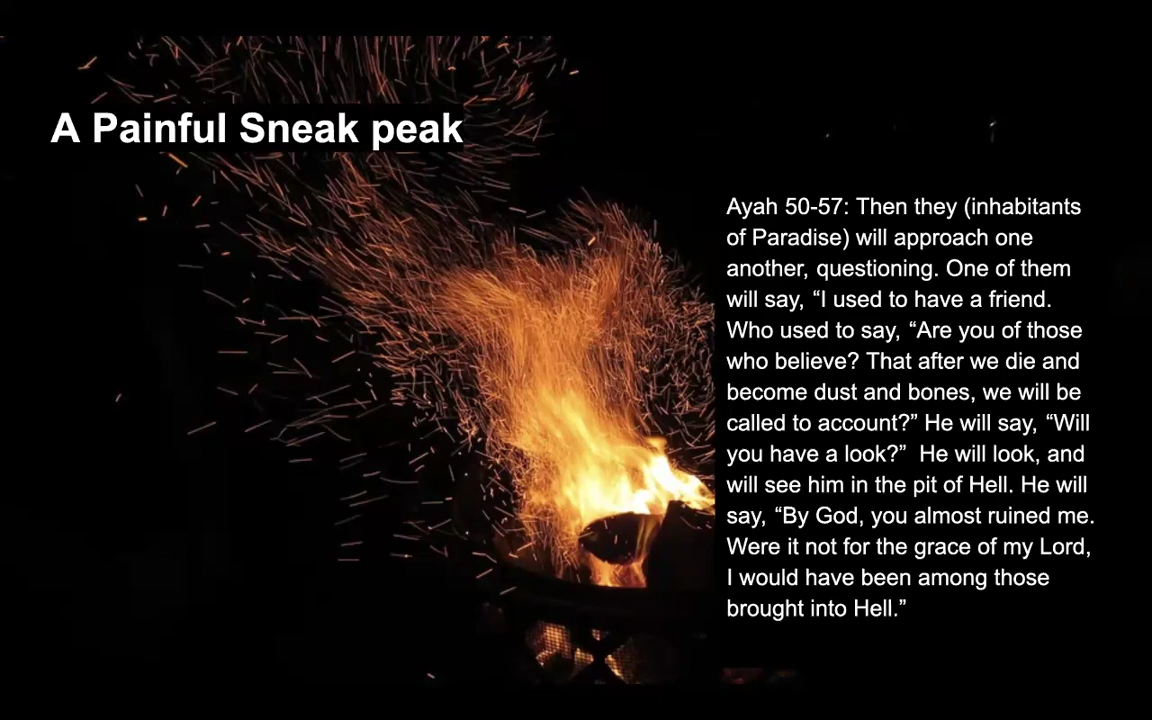 A Painful Sneak peak
Ayah 50-57: Then they (inhabitants
of Paradise) will approach one
another, questioning. One of them
will say, “I used to have a friend.
Who used to say, “Are you of those
who believe? That after we die and
become dust and bones, we will be
called to account?” He will say, “Will
you have a look?”  He will look, and
will see him in the pit of Hell. He will
say, “By God, you almost ruined me.
Were it not for the grace of my Lord,
I would have been among those
brought into Hell.”